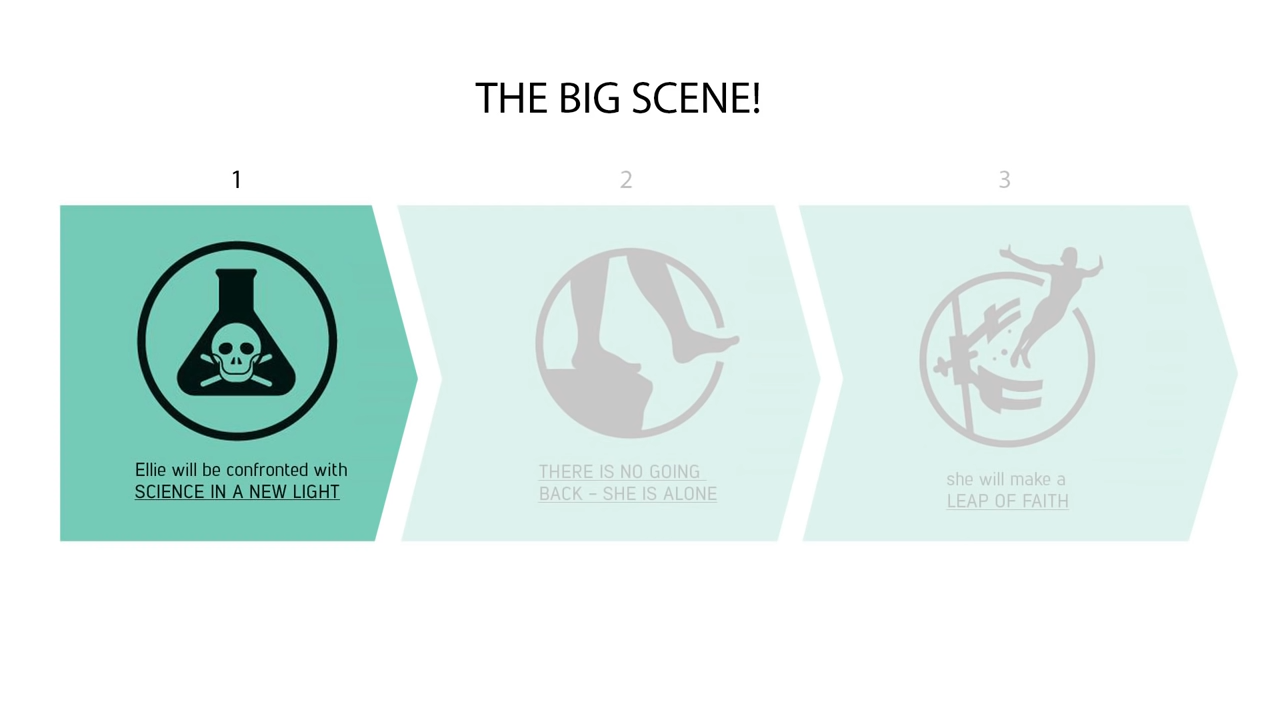 THE BIG SCENE!
1
2
3
Ellie will be confronted with
SCIENCE IN A NEW LIGHT
THERE IS NO GOING
BACK - SHE IS ALONE
she will make a
LEAP OF FAITH